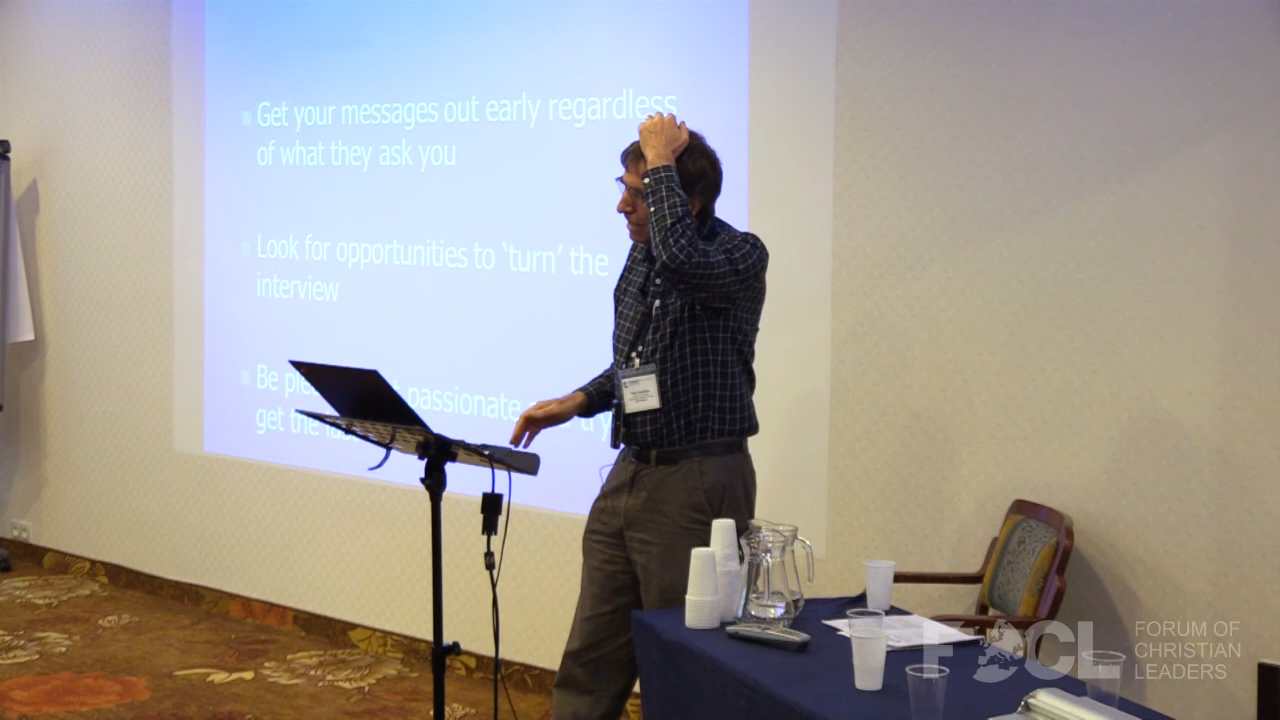 Get your messages out early regardless
of what they ask you
Look for opportunities to ‘turn’ the
interview
Be passionate
get the
FOCL FORUM OF
CHRISTIAN
LEADERS